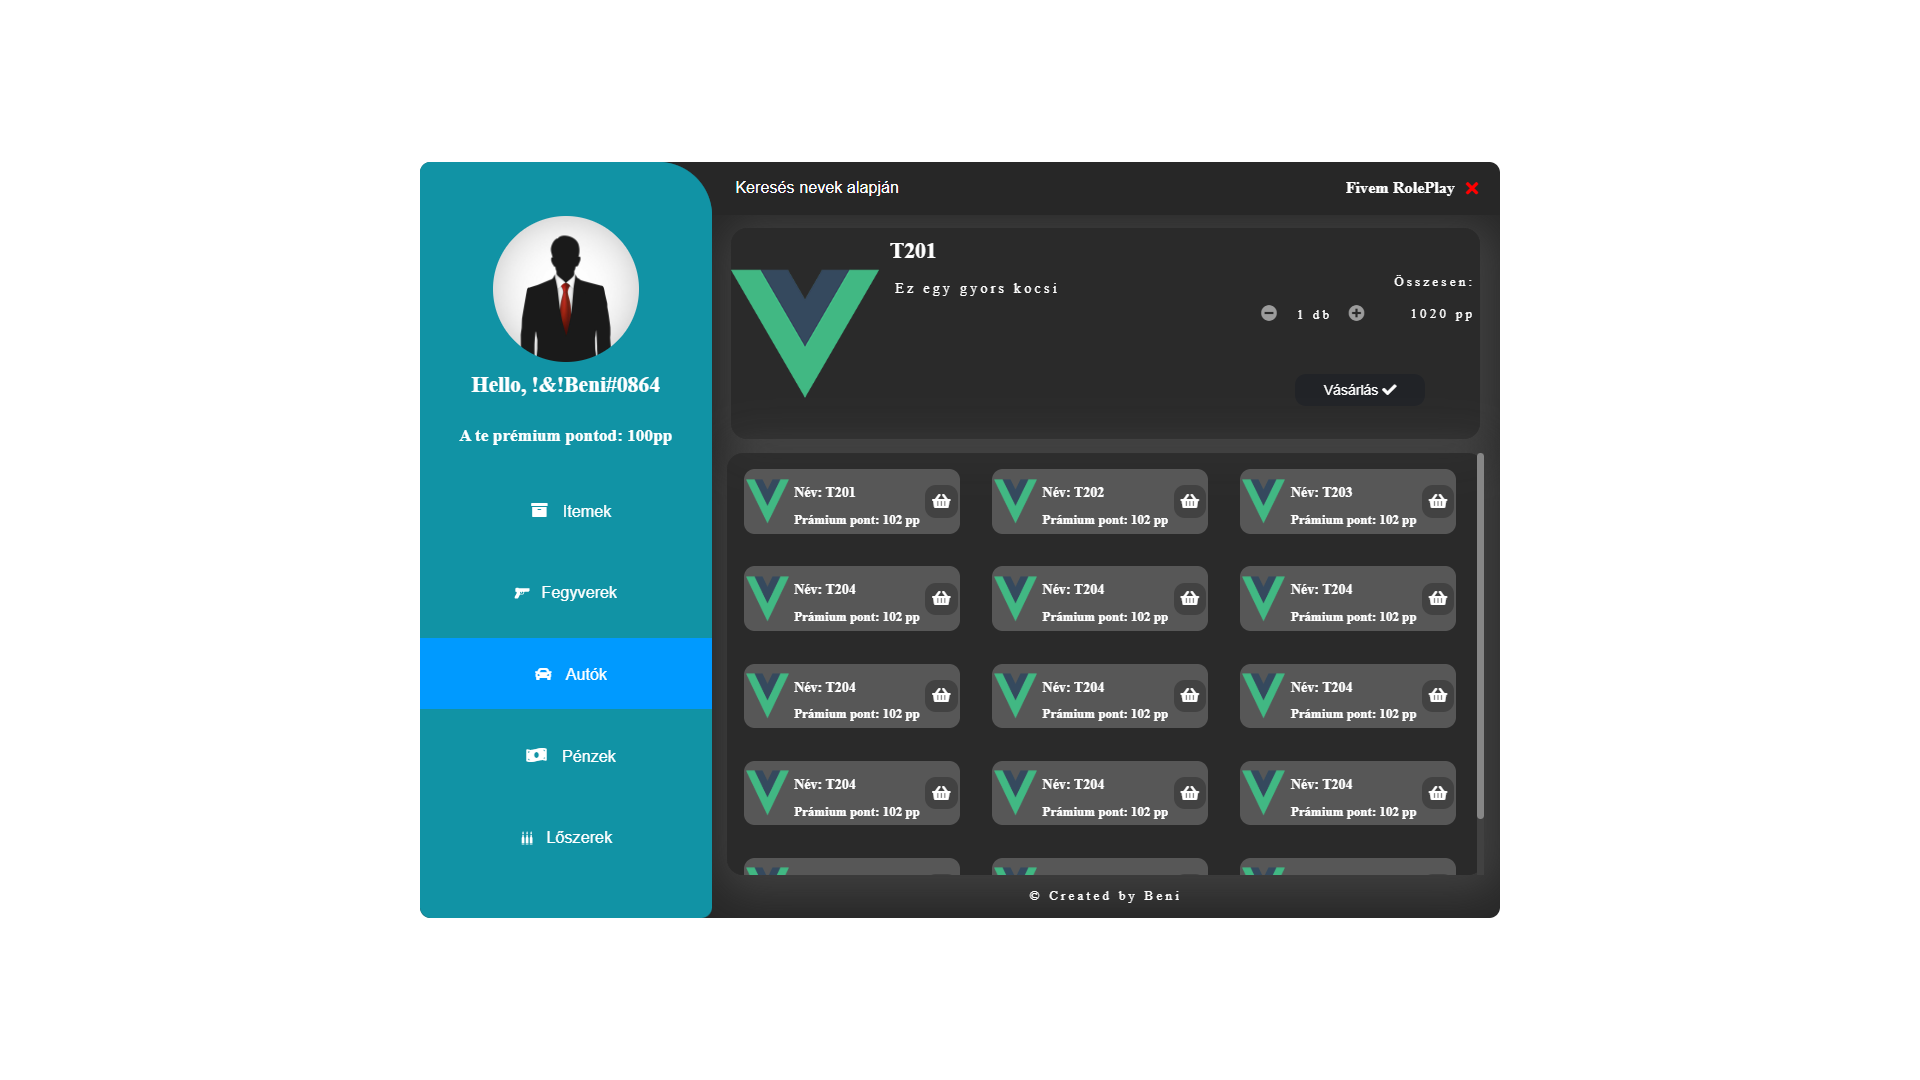 Hello, !&!Beni#0864
A te prémium pontod: 100pp
Itemek
Fegyverek
Autók
Pénzek
Lőszerek
Keresés nevek alapján
Fivem RolePlay
T201
Ez egy gyors kocsi
Összesen:
1 db
1020 pp
Vásárlás
Név: T201
Prámium pont: 102 pp
Név: T202
Prámium pont: 102 pp
Név: T203
Prámium pont: 102 pp
Név: T204
Prámium pont: 102 pp
Név: T204
Prámium pont: 102 pp
Név: T204
Prámium pont: 102 pp
Név: T204
Prámium pont: 102 pp
Név: T204
Prámium pont: 102 pp
Név: T204
Prámium pont: 102 pp
Név: T204
Prámium pont: 102 pp
Név: T204
Prámium pont: 102 pp
Név: T204
Prámium pont: 102 pp
© Created by Beni